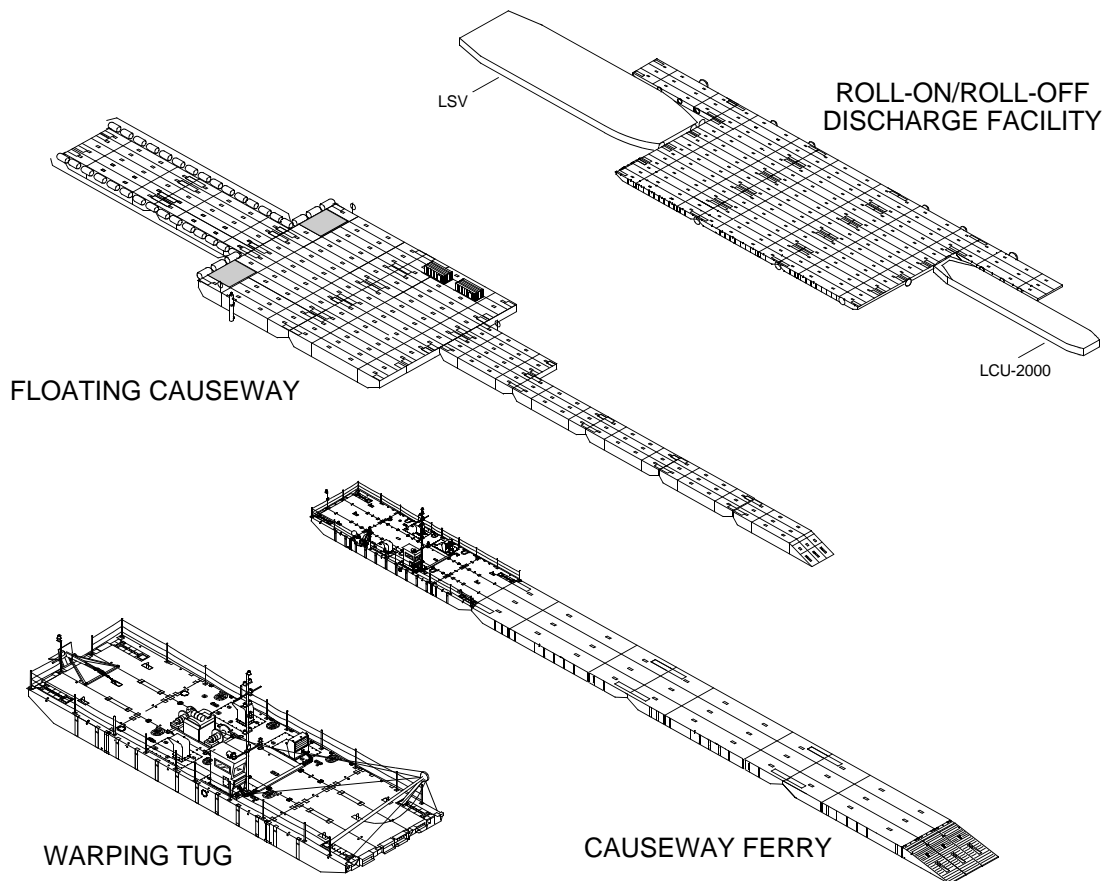 LSV
ROLL-ON/ROLL-OFF
DISCHARGE FACILITY
LCU-2000
FLOATING CAUSEWAY
WARPING TUG
CAUSEWAY FERRY